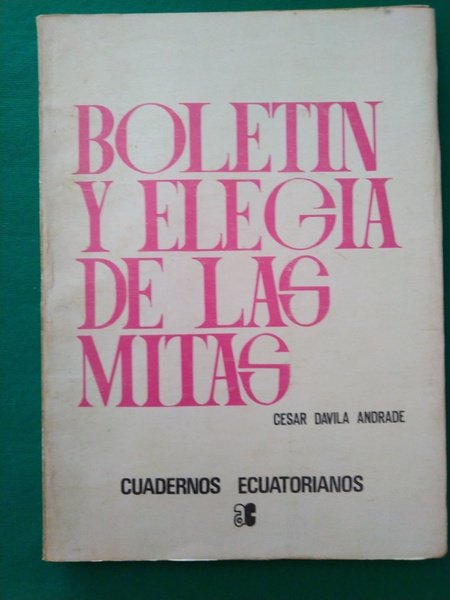 BOLETIN
Y ELEGIA
DE LAS
MITAS
CESAR DAVILA ANDRADE
CUADERNOS ECUATORIANOS